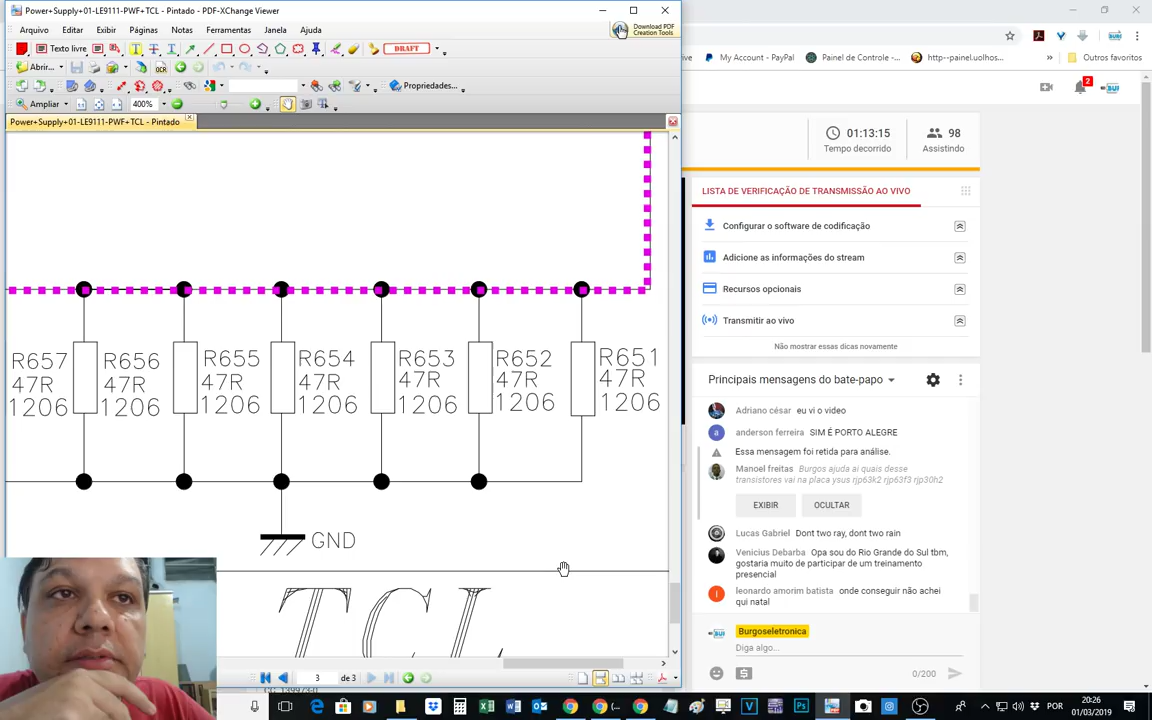 Power+Supply+01-LE9111-PWF+TCL - Pintado - PDF-XChange Viewer
Arquivo Editar Exibir Páginas Notas Ferramentas Janela Ajuda
Download PDF
Creation Tools
Texto livre
DRAFT
Abrir...
OCR
Propriedades...
Ampliar
400%
Power+Supply+01-LE9111-PWF+TCL - Pintado
R657
47R
1206
R656
47R
1206
R655
47R
1206
R654
47R
1206
R653
47R
1206
R652
47R
1206
R651
47R
1206
GND
TCL
3
de 3
My Account - PayPal
Painel de Controle -...
http--painel.uolhos...
Outros favoritos
2
01:13:15
Tempo decorrido
98
Assistindo
LISTA DE VERIFICAÇÃO DE TRANSMISSÃO AO VIVO
Configurar o software de codificação
Adicione as informações do stream
Recursos opcionais
Transmitir ao vivo
Não mostrar essas dicas novamente
Principais mensagens do bate-papo
Adriano césar eu vi o video
a
anderson ferreira SIM É PORTO ALEGRE
Essa mensagem foi retida para análise.
Manoel freitas Burgos ajuda ai quais desse
transistores vai na placa ysus rjp63k2 rjp63f3 rjp30h2
EXIBIR
OCULTAR
Lucas Gabriel Dont two ray, dont two rain
Venicius Debarba Opa sou do Rio Grande do Sul tbm,
gostaria muito de participar de um treinamento
presencial
leonardo amorim batista onde conseguir não achei
qui natal
Burgoseletronica
Diga algo...
0/200
POR
20:26
01/03/2019